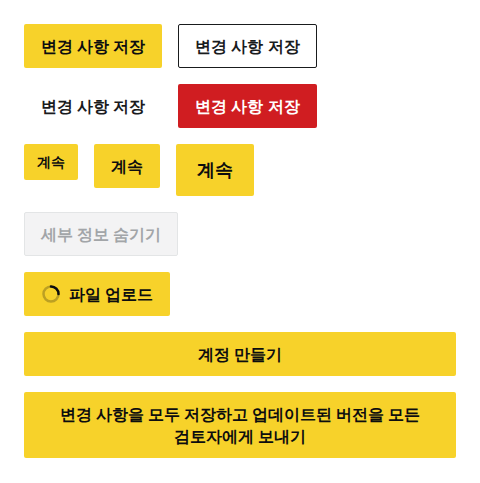 변경 사항 저장 변경 사항 저장
변경 사항 저장 변경 사항 저장
계속 계속 계속
세부 정보 숨기기
파일 업로드
계정 만들기
변경 사항을 모두 저장하고 업데이트된 버전을 모든
검토자에게 보내기